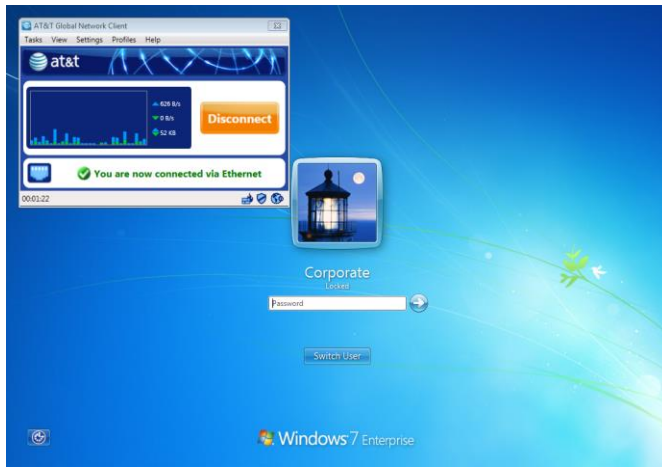 AT&T Global Network Client
Tasks View Settings Profiles Help
at&t
626 B/s
0 B/s
52 KB
Disconnect
You are now connected via Ethernet
00:01:22
Corporate
Locked
Password
Switch User
Windows 7 Enterprise